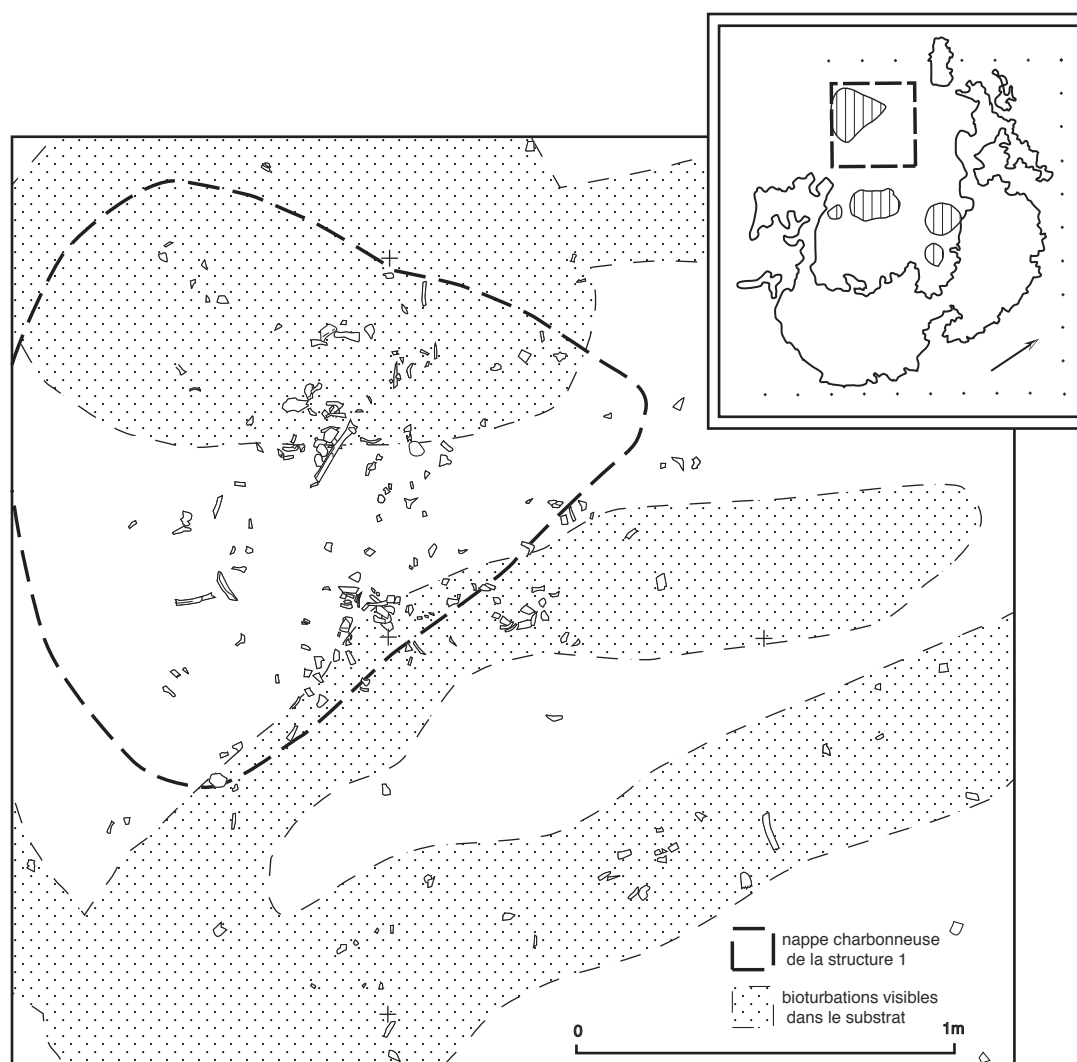 nappe charbonneuse
de la structure 1
bioturbations visibles
dans le substrat
0 1m